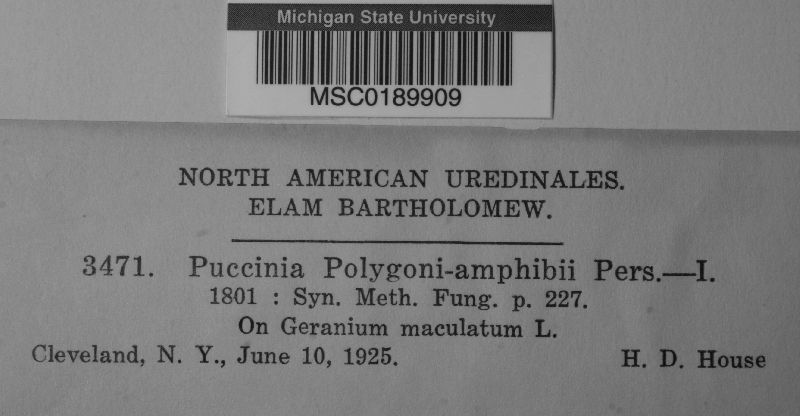 Michigan State University
MSC0189909
NORTH AMERICAN UREDINALES.
ELAM BARTHOLOMEW.
3471. Puccinia Polygoni-amphibii Pers.—I.
1801 : Syn. Meth. Fung. p. 227.
On Geranium maculatum L.
Cleveland, N. Y., June 10, 1925. H. D. House